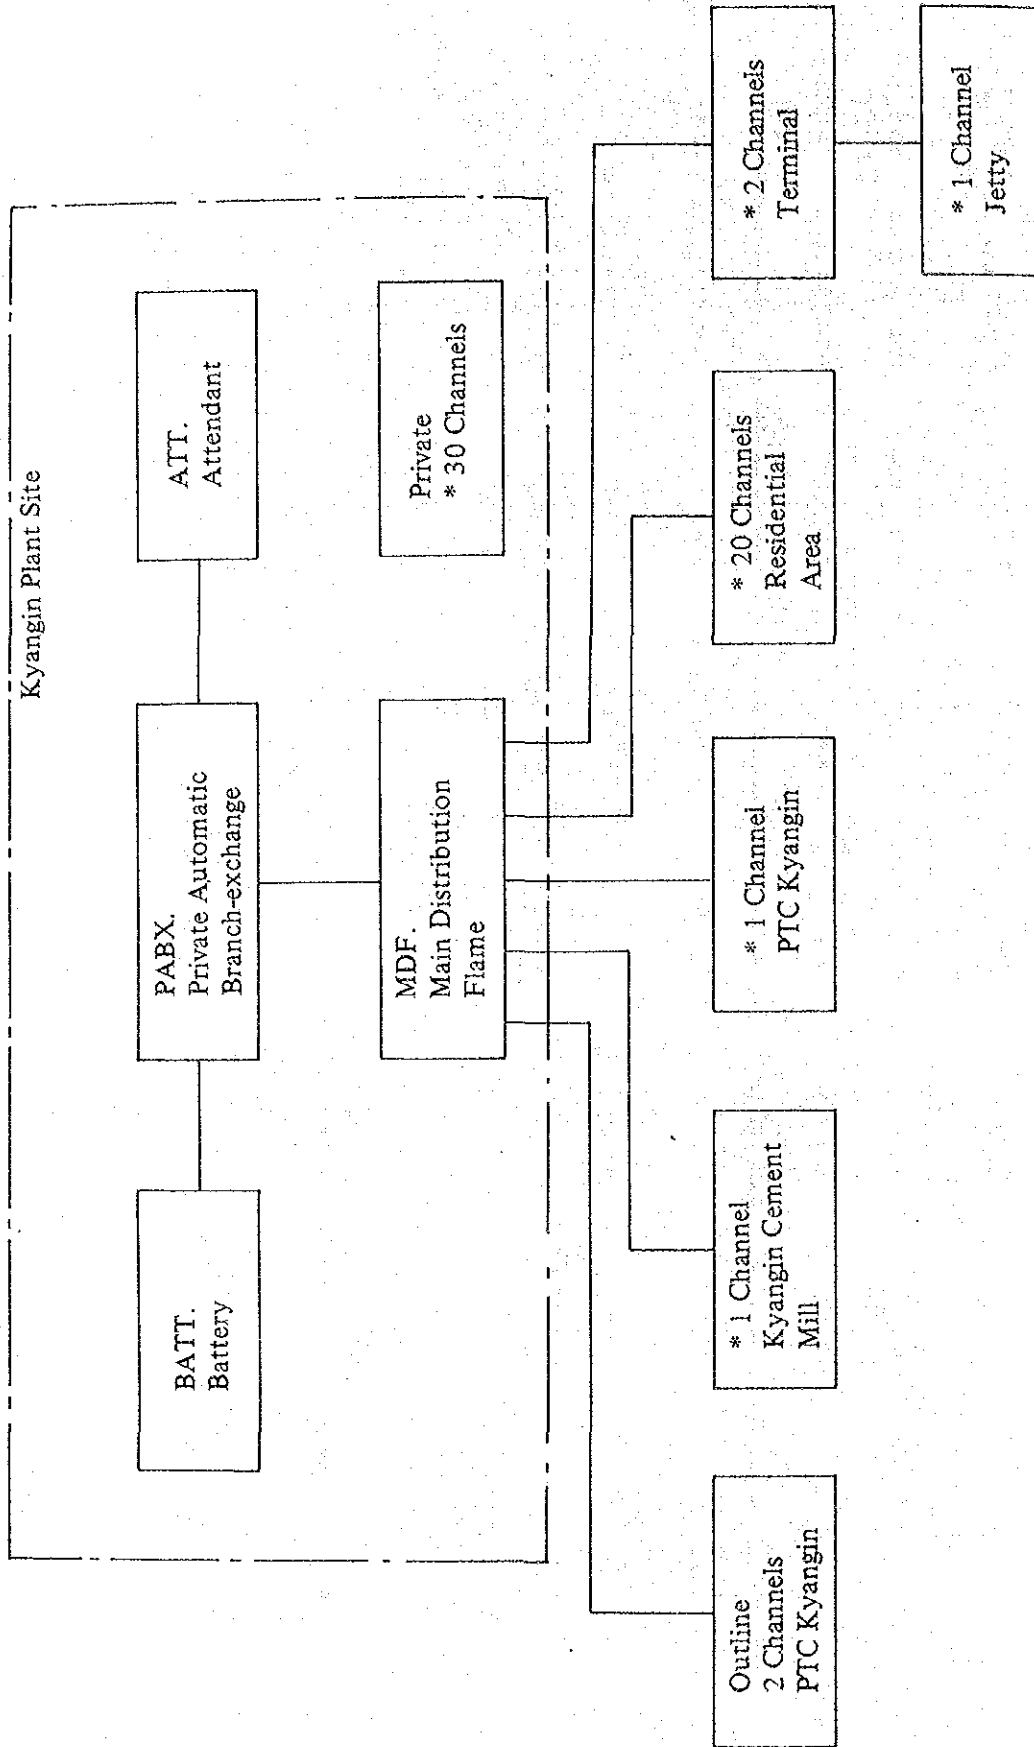 Kyangin Plant Site
BATT.
Battery
PABX.
Private Automatic
Branch-exchange
ATT.
Attendant
MDF.
Main Distribution
Flame
Private
* 30 Channels
Outline
2 Channels
PTC Kyangin
* 1 Channel
Kyangin Cement
Mill
* 1 Channel
PTC Kyangin
* 20 Channels
Residential
Area
* 2 Channels
Terminal
* 1 Channel
Jetty